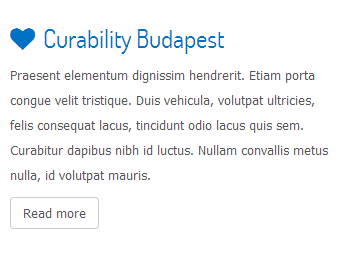 Curability Budapest
Praesent elementum dignissim hendrerit. Etiam porta
congue velit tristique. Duis vehicula, volutpat ultricies,
felis consequat lacus, tincidunt odio lacus quis sem.
Curabitur dapibus nibh id luctus. Nullam convallis metus
nulla, id volutpat mauris.
Read more